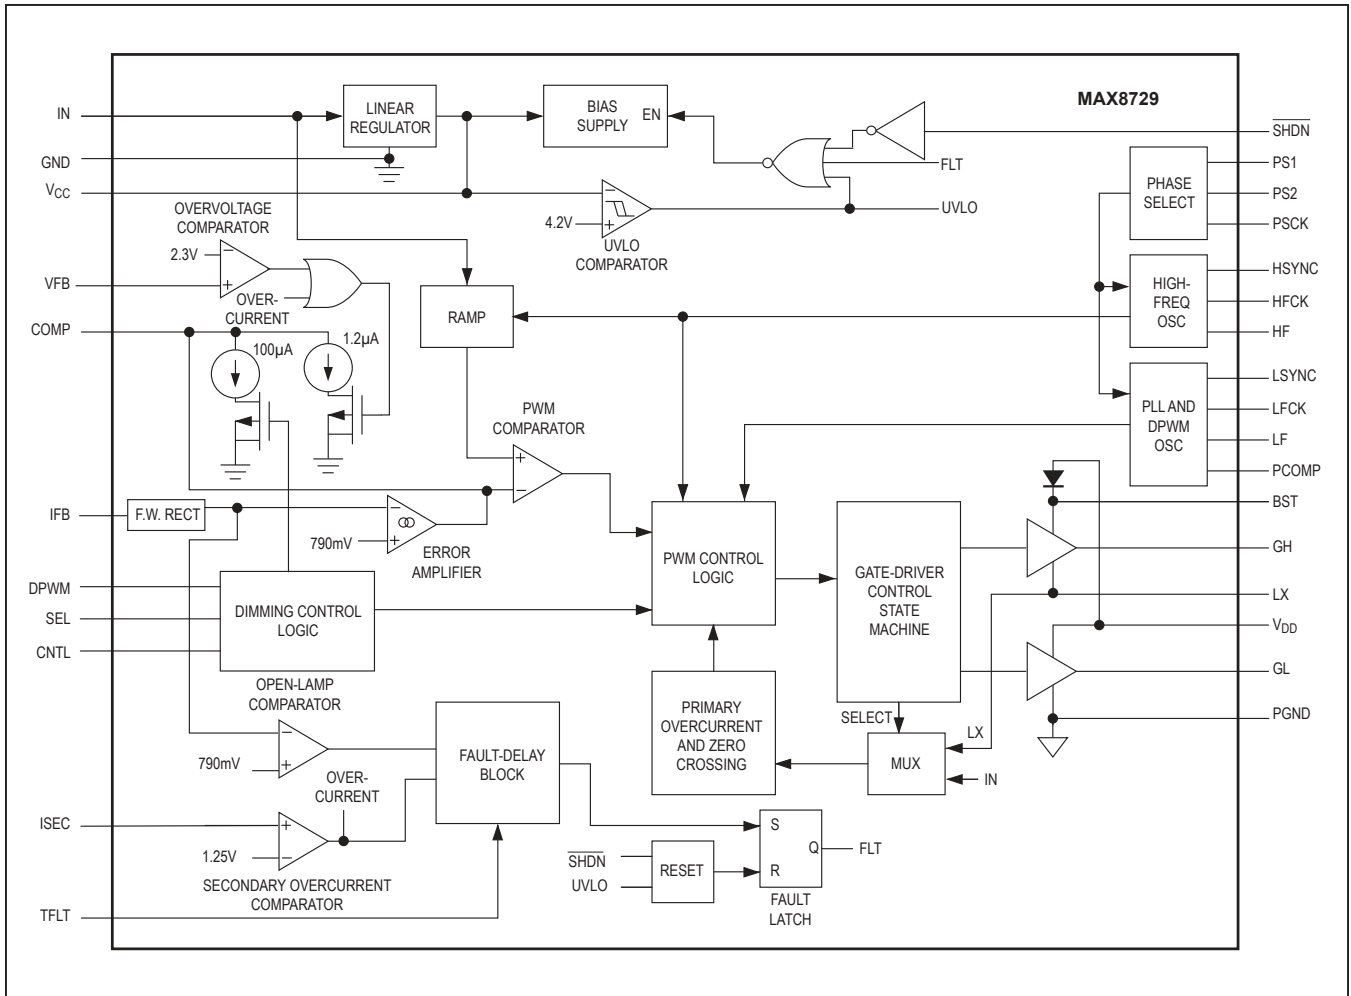 MAX8729
IN
GND
VCC
VFB
COMP
IFB
DPWM
SEL
CNTL
ISEC
TFLT
SHDN
PS1
PS2
PSCK
HSYNC
HFCK
HF
LSYNC
LFCK
LF
PCOMP
BST
GH
LX
VDD
GL
PGND
LINEAR
REGULATOR
BIAS
SUPPLY
EN
FLT
UVLO
4.2V
−
+
UVLO
COMPARATOR
PHASE
SELECT
HIGH-
FREQ
OSC
PLL AND
DPWM
OSC
OVERVOLTAGE
COMPARATOR
2.3V
−
+
OVER-
CURRENT
100µA
1.2µA
RAMP
PWM
COMPARATOR
+
−
F.W. RECT
790mV
−
+
ERROR
AMPLIFIER
DIMMING CONTROL
LOGIC
PWM CONTROL
LOGIC
GATE-DRIVER
CONTROL
STATE
MACHINE
OPEN-LAMP
COMPARATOR
−
+
790mV
FAULT-DELAY
BLOCK
PRIMARY
OVERCURRENT
AND ZERO
CROSSING
SELECT
MUX
LX
IN
OVER-
CURRENT
+
−
1.25V
SECONDARY OVERCURRENT
COMPARATOR
SHDN
UVLO
RESET
S
Q
R
FLT
FAULT
LATCH